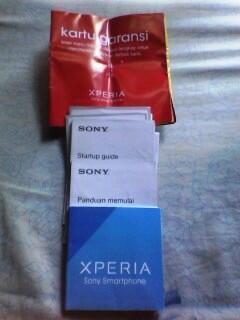 kartu garansi
XPERIA
SONY
Startup guide
SONY
Panduan memulai
XPERIA
Sony Smartphone